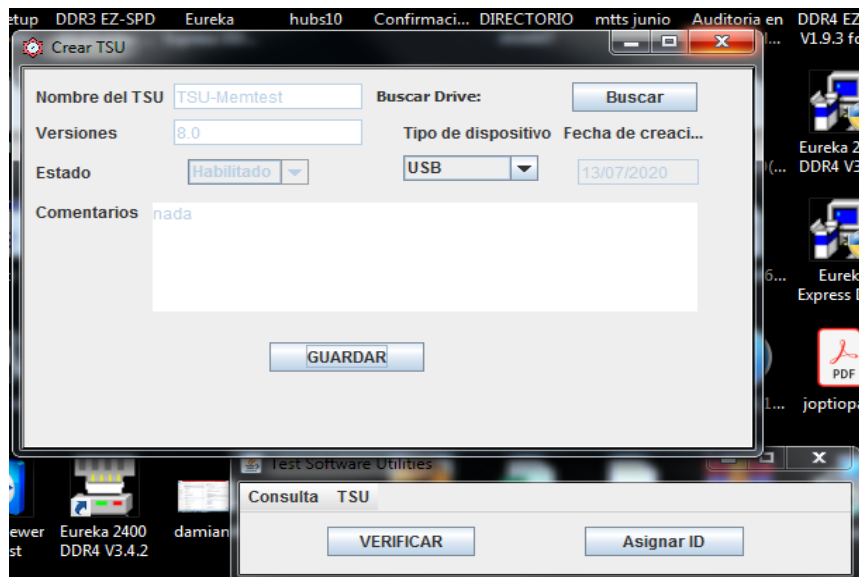 etup DDR3 EZ-SPD Eureka hubs10 Confirmaci... DIRECTORIO mtts junio Auditoria en DDR4 EZ
V1.9.3 fo
Crear TSU
Nombre del TSU TSU-Memtest Buscar Drive: Buscar
Versiones 8.0 Tipo de dispositivo Fecha de creaci...
Eureka 2
DDR4 V3
Estado Habilitado USB 13/07/2020
Comentarios nada
6... Eurek
Express D
GUARDAR
PDF
1... joptiopa
Test Software Utilities
Consulta TSU
ewer Eureka 2400 damian
st DDR4 V3.4.2
VERIFICAR Asignar ID